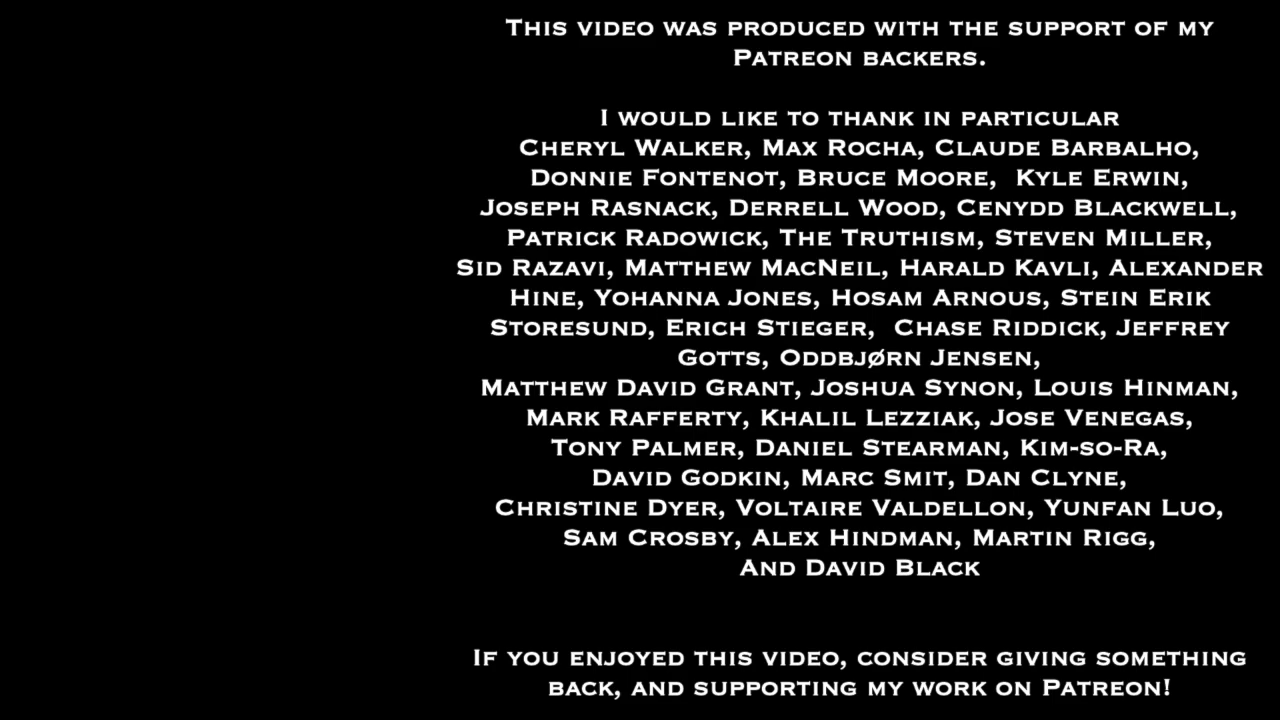 This video was produced with the support of my
Patreon backers.
I would like to thank in particular
Cheryl Walker, Max Rocha, Claude Barbalho,
Donnie Fontenot, Bruce Moore,  Kyle Erwin,
Joseph Rasnack, Derrell Wood, Cenydd Blackwell,
Patrick Radowick, The Truthism, Steven Miller,
Sid Razavi, Matthew MacNeil, Harald Kavli, Alexander
Hine, Yohanna Jones, Hosam Arnous, Stein Erik
Storesund, Erich Stieger,  Chase Riddick, Jeffrey
Gotts, Oddbjørn Jensen,
Matthew David Grant, Joshua Synon, Louis Hinman,
Mark Rafferty, Khalil Lezziak, Jose Venegas,
Tony Palmer, Daniel Stearman, Kim-so-Ra,
David Godkin, Marc Smit, Dan Clyne,
Christine Dyer, Voltaire Valdellon, Yunfan Luo,
Sam Crosby, Alex Hindman, Martin Rigg,
And David Black
If you enjoyed this video, consider giving something
back, and supporting my work on Patreon!